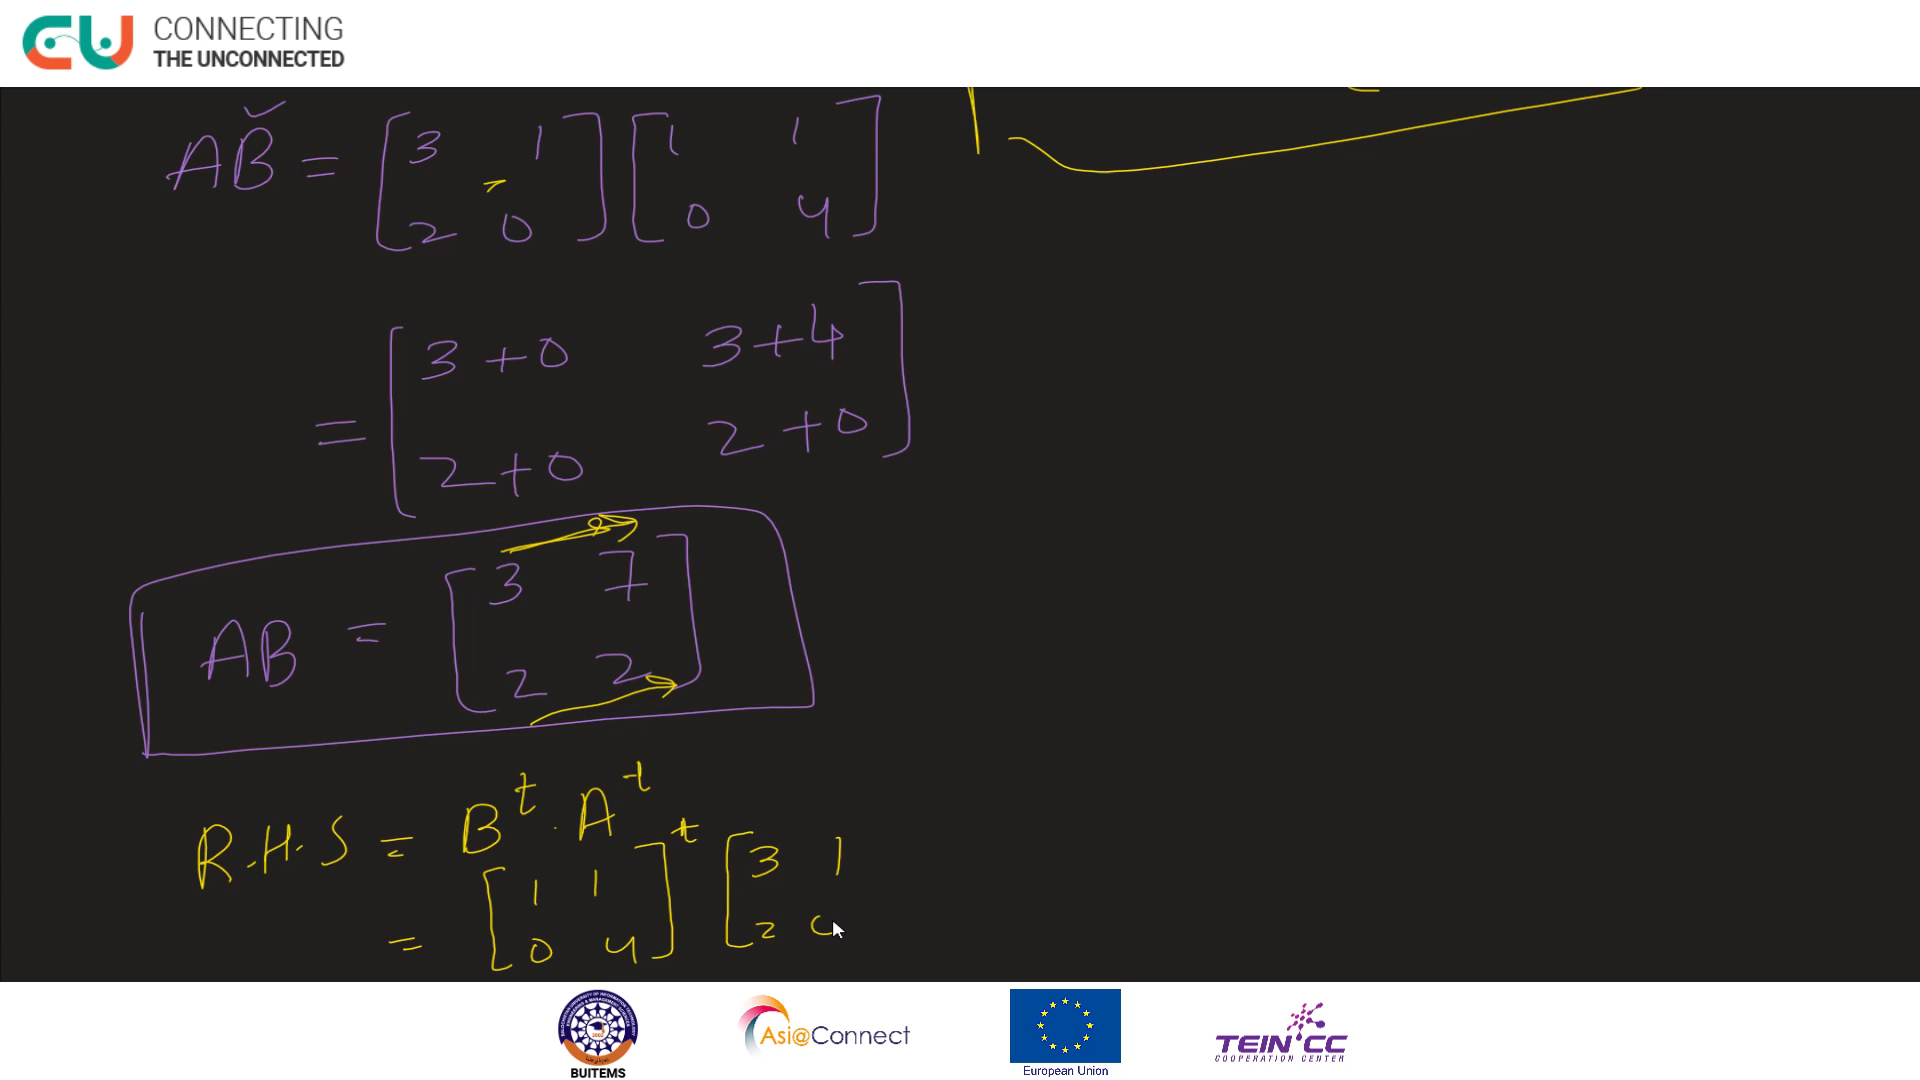 CONNECTING
THE UNCONNECTED
AB = [3 1 [1 1
2 0] 0 4]
= [3+0 3+4
2+0 2+0]
AB = [3 7
2 2]
R.H.S = B^t . A^t
= [1 1 ]^t [3 1
0 4 2
BUITEMS
Asi@Connect
European Union
TEIN*CC
COOPERATION CENTER